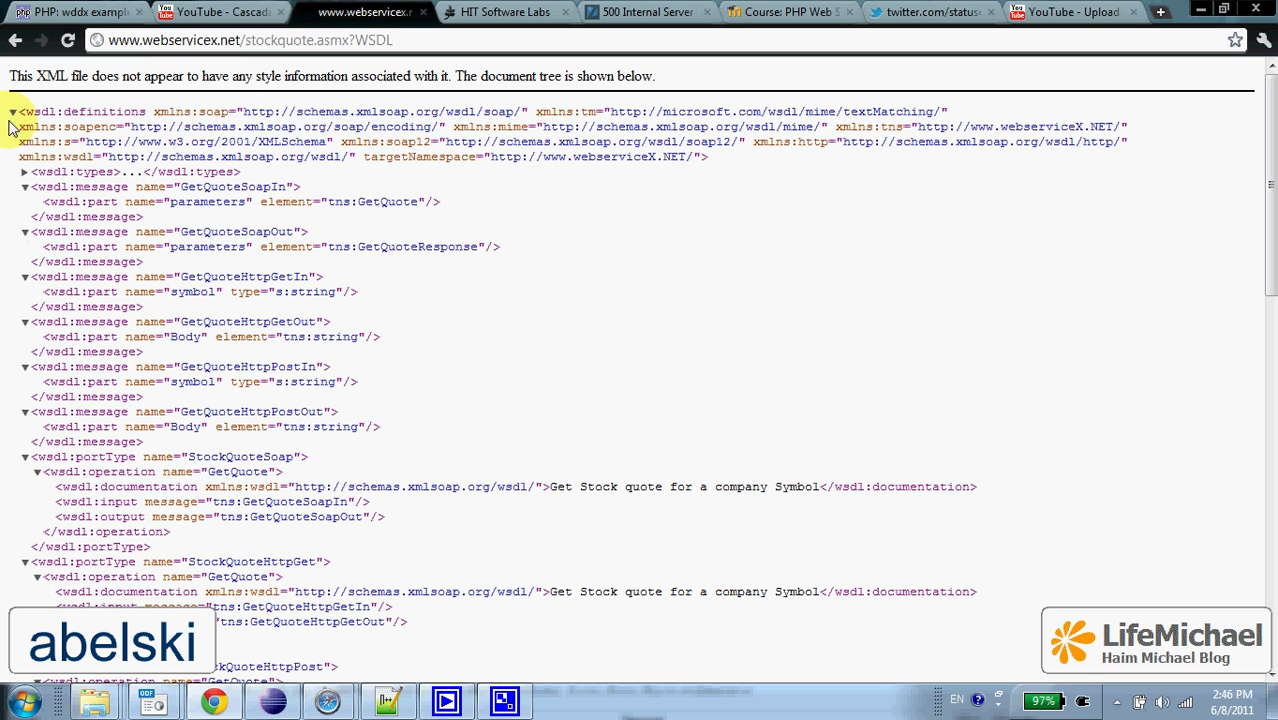 PHP: wddx exampl
YouTube - Cascada
www.webservicex.n
HIT Software Labs
500 Internal Server
Course: PHP Web S
twitter.com/status
YouTube - Upload
www.webservicex.net/stockquote.asmx?WSDL
This XML file does not appear to have any style information associated with it. The document tree is shown below.
▼<wsdl:definitions xmlns:soap="http://schemas.xmlsoap.org/wsdl/soap/" xmlns:tm="http://microsoft.com/wsdl/mime/textMatching/"
xmlns:soapenc="http://schemas.xmlsoap.org/soap/encoding/" xmlns:mime="http://schemas.xmlsoap.org/wsdl/mime/" xmlns:tns="http://www.webserviceX.NET/"
xmlns:s="http://www.w3.org/2001/XMLSchema" xmlns:soap12="http://schemas.xmlsoap.org/wsdl/soap12/" xmlns:http="http://schemas.xmlsoap.org/wsdl/http/"
xmlns:wsdl="http://schemas.xmlsoap.org/wsdl/" targetNamespace="http://www.webserviceX.NET/">
▶<wsdl:types>...</wsdl:types>
▼<wsdl:message name="GetQuoteSoapIn">
<wsdl:part name="parameters" element="tns:GetQuote"/>
</wsdl:message>
▼<wsdl:message name="GetQuoteSoapOut">
<wsdl:part name="parameters" element="tns:GetQuoteResponse"/>
</wsdl:message>
▼<wsdl:message name="GetQuoteHttpGetIn">
<wsdl:part name="symbol" type="s:string"/>
</wsdl:message>
▼<wsdl:message name="GetQuoteHttpGetOut">
<wsdl:part name="Body" element="tns:string"/>
</wsdl:message>
▼<wsdl:message name="GetQuoteHttpPostIn">
<wsdl:part name="symbol" type="s:string"/>
</wsdl:message>
▼<wsdl:message name="GetQuoteHttpPostOut">
<wsdl:part name="Body" element="tns:string"/>
</wsdl:message>
▼<wsdl:portType name="StockQuoteSoap">
▼<wsdl:operation name="GetQuote">
<wsdl:documentation xmlns:wsdl="http://schemas.xmlsoap.org/wsdl/">Get Stock quote for a company Symbol</wsdl:documentation>
<wsdl:input message="tns:GetQuoteSoapIn"/>
<wsdl:output message="tns:GetQuoteSoapOut"/>
</wsdl:operation>
</wsdl:portType>
▼<wsdl:portType name="StockQuoteHttpGet">
▼<wsdl:operation name="GetQuote">
<wsdl:documentation xmlns:wsdl="http://schemas.xmlsoap.org/wsdl/">Get Stock quote for a company Symbol</wsdl:documentation>
<wsdl:input message="tns:GetQuoteHttpGetIn"/>
"tns:GetQuoteHttpGetOut"/>
ckQuoteHttpPost">
<wsdl:operation name="GetQuote">
abelski
LifeMichael
Haim Michael Blog
EN
97%
2:46 PM
6/8/2011